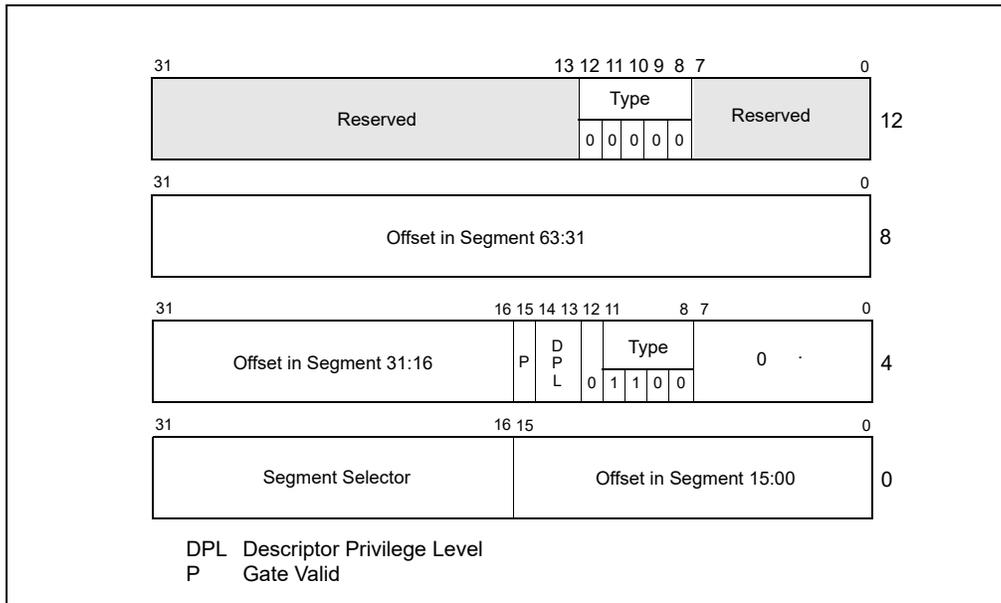 31 13 12 11 10 9 8 7 0
Type
Reserved Reserved 12
0 0 0 0 0
31 0
Offset in Segment 63:31 8
31 16 15 14 13 12 11 8 7 0
Offset in Segment 31:16 P DPL Type 0 . 4
0 1 1 0 0
31 16 15 0
Segment Selector Offset in Segment 15:00 0
DPL Descriptor Privilege Level
P Gate Valid